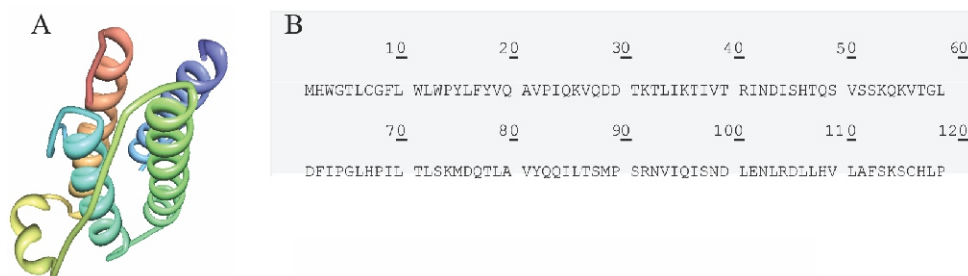 A
B
10 20 30 40 50 60
MHWGTLCGFL WLWPYLFYVQ AVPIQKVQDD TKTLIKTIVT RINDISHTQS VSSKQKVTGL
70 80 90 100 110 120
DFIPGLHPIL TLSKMDQTLA VYQQILTSMP SRNVIQISND LENLRDLLHV LAFSKSCHLP